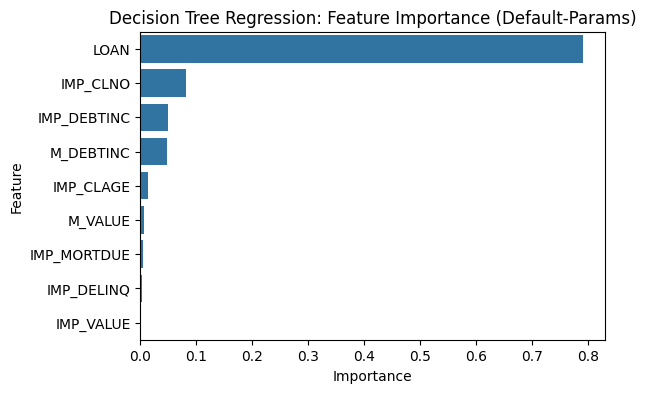 Decision Tree Regression: Feature Importance (Default-Params)
LOAN
IMP_CLNO
IMP_DEBTINC
M_DEBTINC
IMP_CLAGE
M_VALUE
IMP_MORTDUE
IMP_DELINQ
IMP_VALUE
Feature
0.0 0.1 0.2 0.3 0.4 0.5 0.6 0.7 0.8
Importance